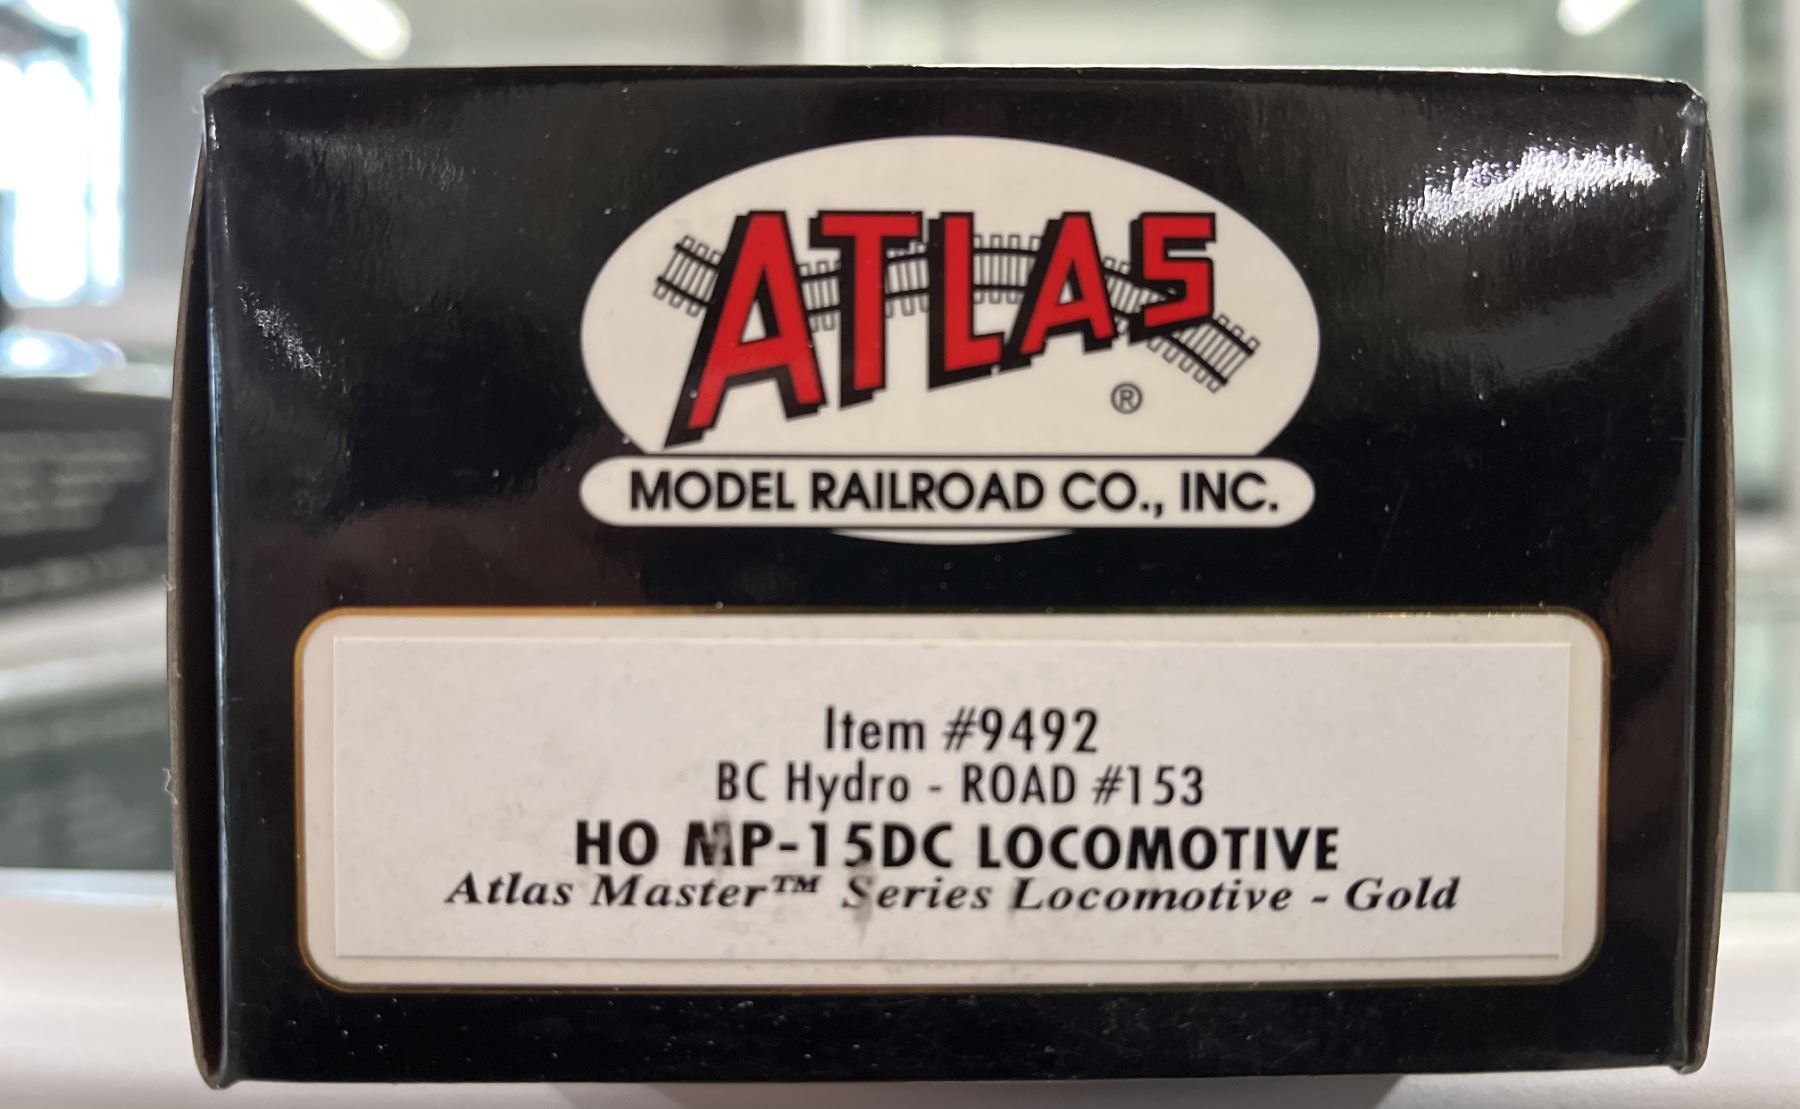 ATLAS
®
MODEL RAILROAD CO., INC.
Item #9492
BC Hydro - ROAD #153
HO MP-15DC LOCOMOTIVE
Atlas Master™ Series Locomotive - Gold